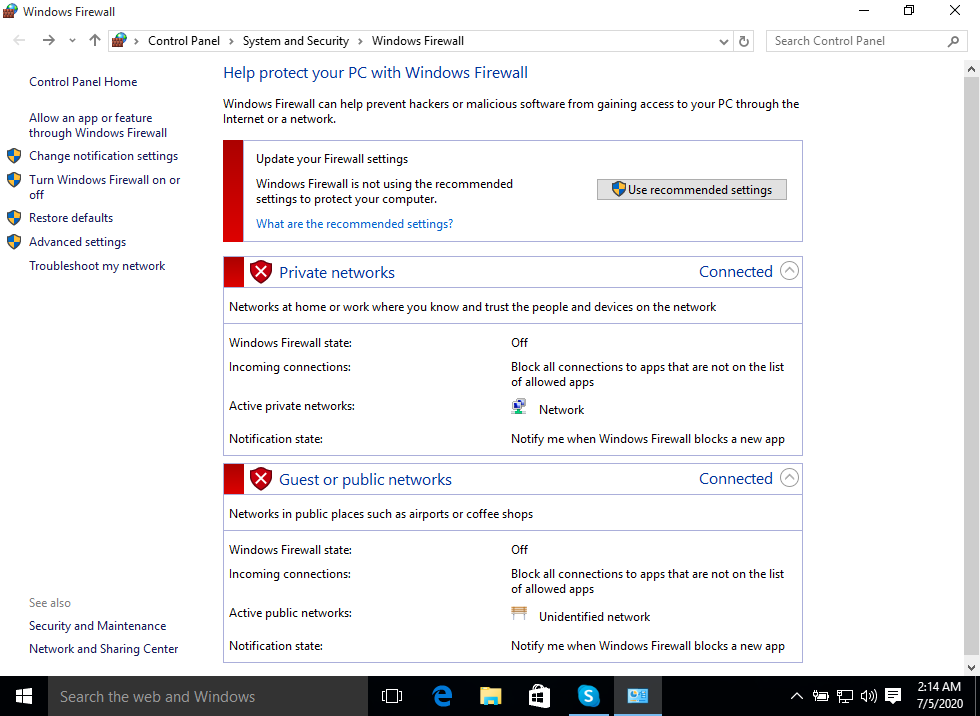 Windows Firewall
Control Panel › System and Security › Windows Firewall
Search Control Panel
Control Panel Home
Allow an app or feature
through Windows Firewall
Change notification settings
Turn Windows Firewall on or
off
Restore defaults
Advanced settings
Troubleshoot my network
See also
Security and Maintenance
Network and Sharing Center
Help protect your PC with Windows Firewall
Windows Firewall can help prevent hackers or malicious software from gaining access to your PC through the
Internet or a network.
Update your Firewall settings
Windows Firewall is not using the recommended
settings to protect your computer.
Use recommended settings
What are the recommended settings?
Private networks Connected
Networks at home or work where you know and trust the people and devices on the network
Windows Firewall state: Off
Incoming connections: Block all connections to apps that are not on the list
of allowed apps
Active private networks: Network
Notification state: Notify me when Windows Firewall blocks a new app
Guest or public networks Connected
Networks in public places such as airports or coffee shops
Windows Firewall state: Off
Incoming connections: Block all connections to apps that are not on the list
of allowed apps
Active public networks: Unidentified network
Notification state: Notify me when Windows Firewall blocks a new app
Search the web and Windows
2:14 AM
7/5/2020